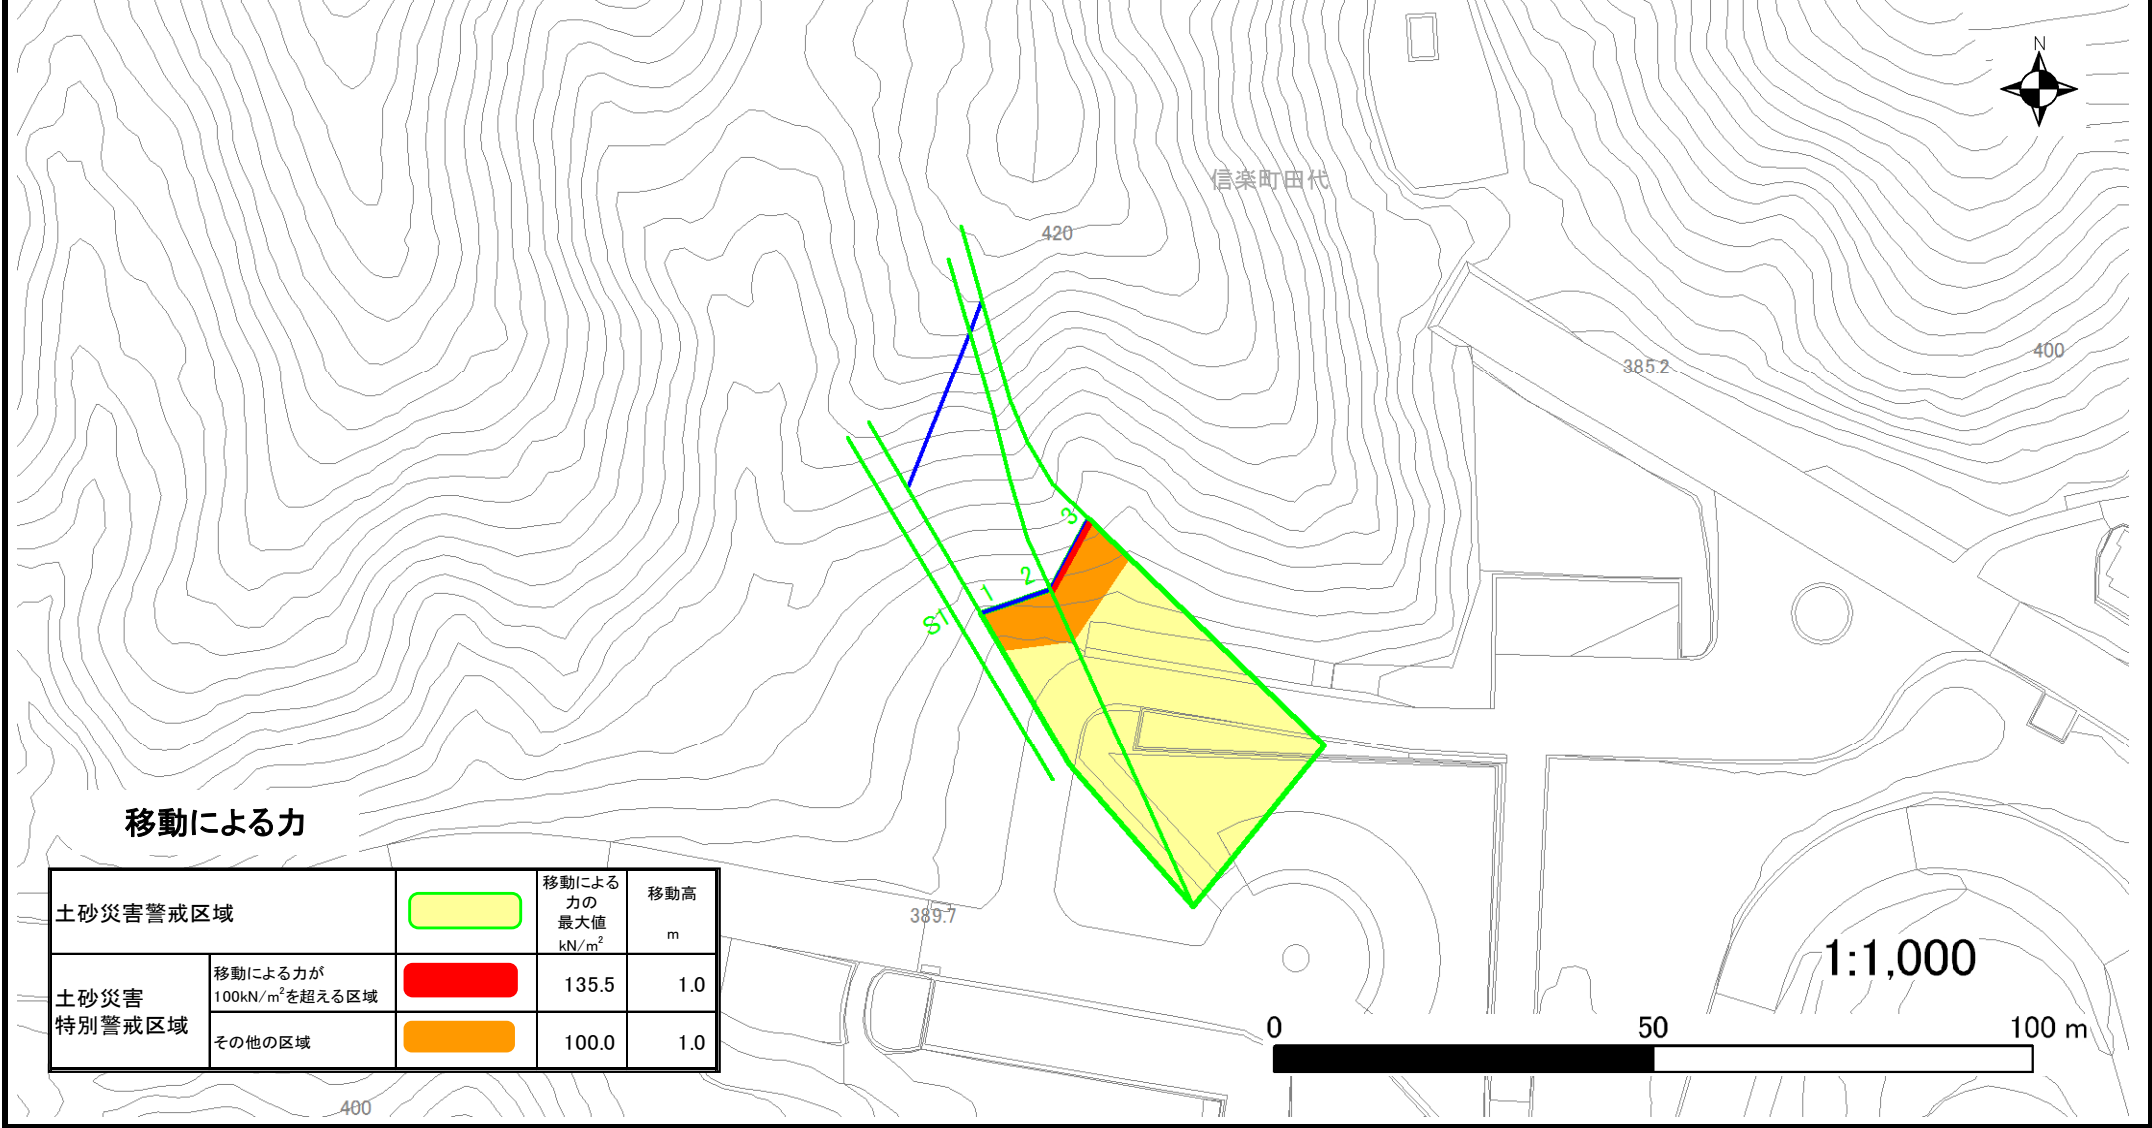 N
信楽町田代
420
400
385.2
3
2
1
S1
移動による力
土砂災害警戒区域
移動による
力の
最大値
kN/m²
移動高
m
土砂災害
特別警戒区域
移動による力が
100kN/m²を超える区域
135.5
1.0
その他の区域
100.0
1.0
389.7
400
1:1,000
0
50
100 m